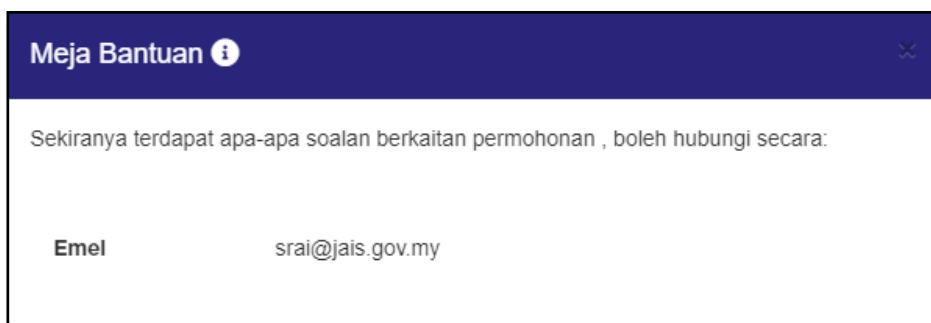 Meja Bantuan
Sekiranya terdapat apa-apa soalan berkaitan permohonan , boleh hubungi secara:
Emel srai@jais.gov.my